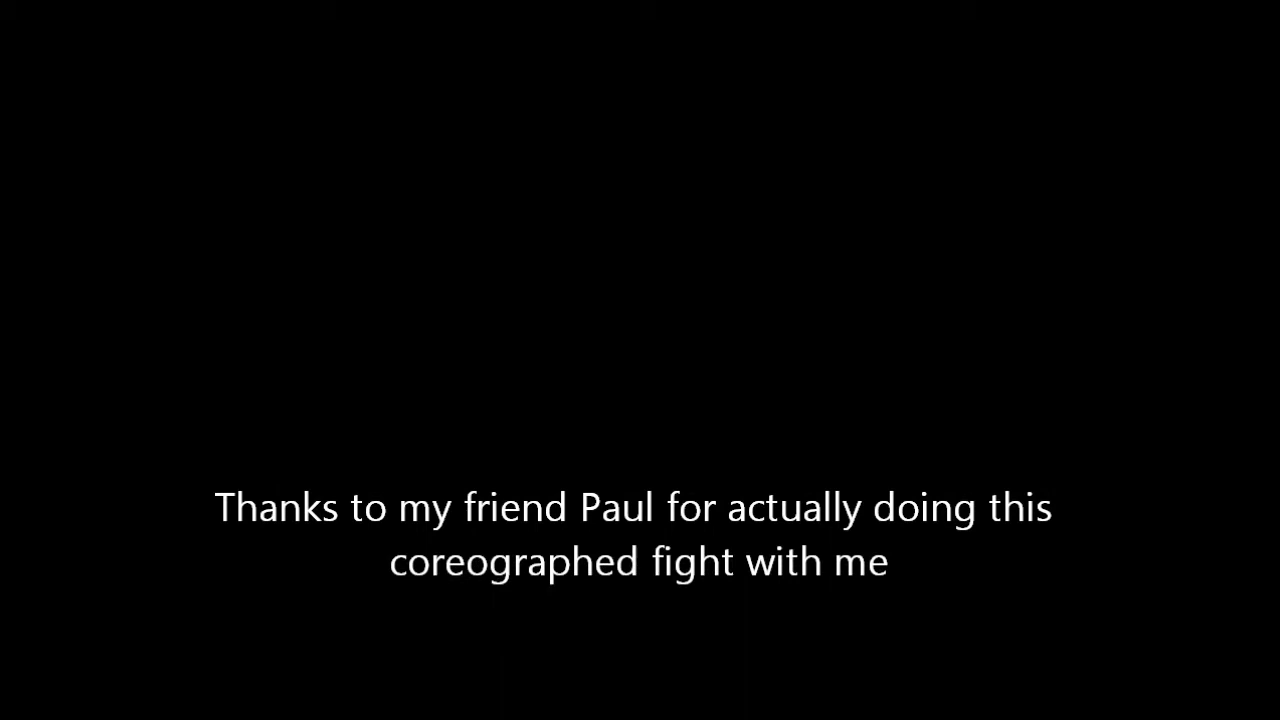 Thanks to my friend Paul for actually doing this
coreographed fight with me